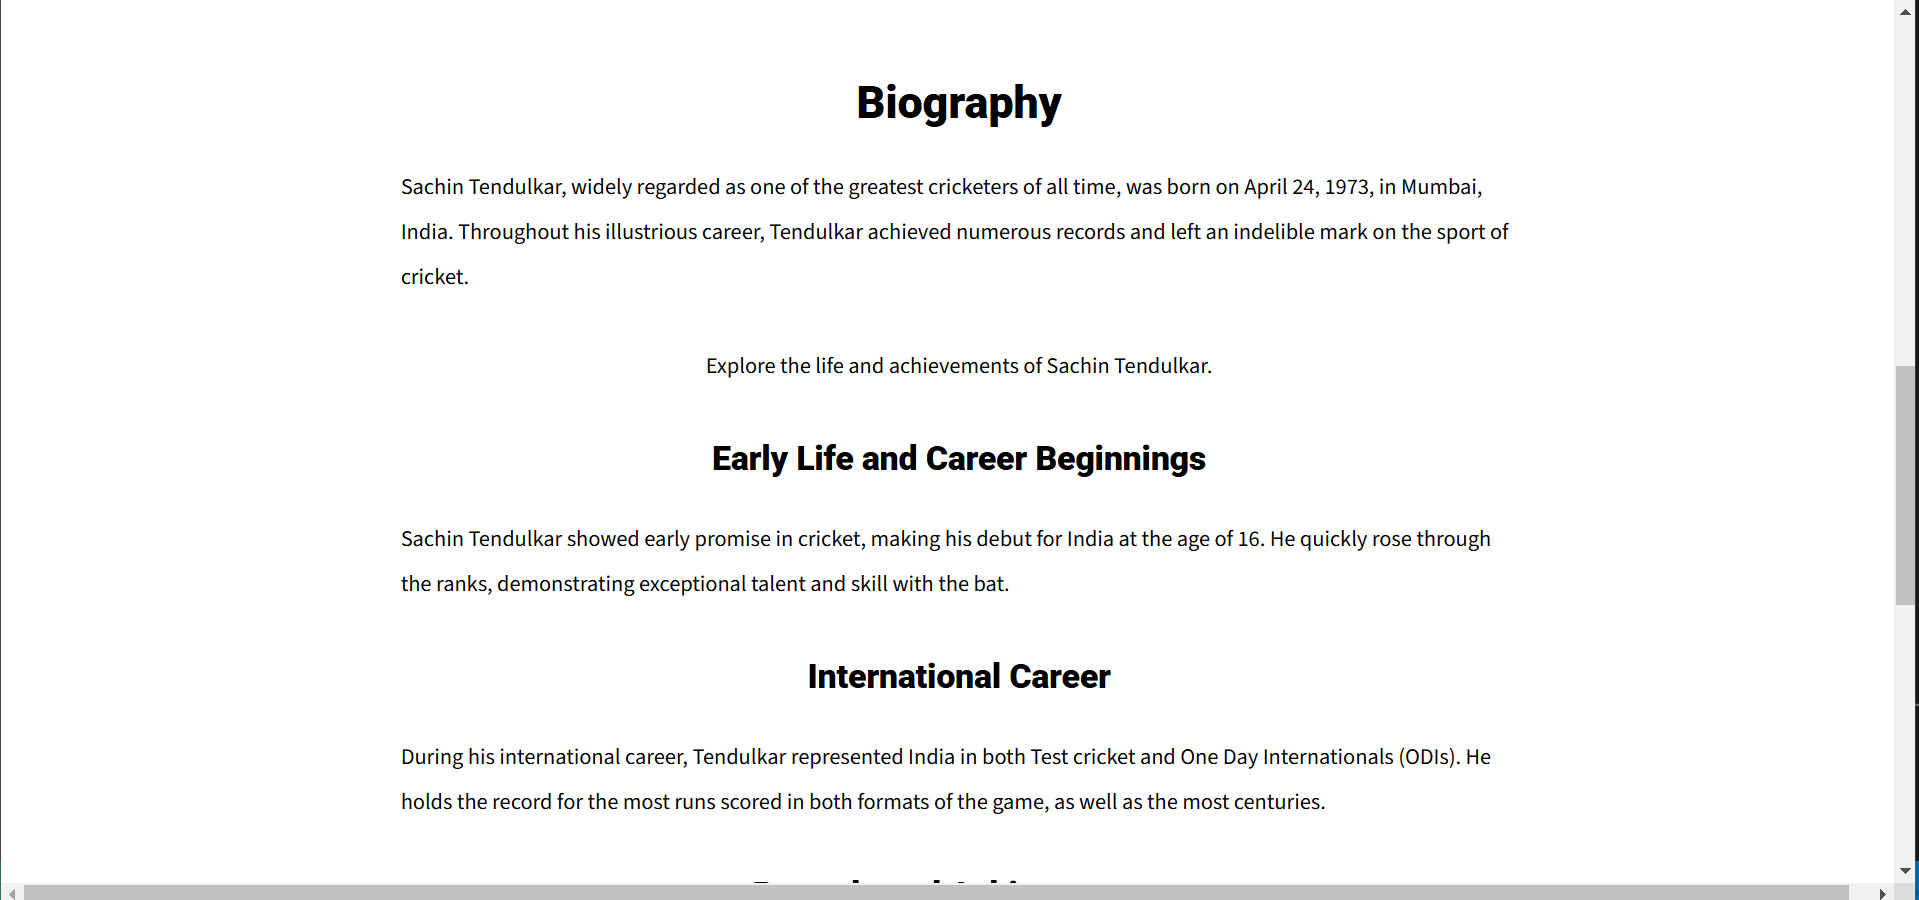 Biography
Sachin Tendulkar, widely regarded as one of the greatest cricketers of all time, was born on April 24, 1973, in Mumbai,
India. Throughout his illustrious career, Tendulkar achieved numerous records and left an indelible mark on the sport of
cricket.
Explore the life and achievements of Sachin Tendulkar.
Early Life and Career Beginnings
Sachin Tendulkar showed early promise in cricket, making his debut for India at the age of 16. He quickly rose through
the ranks, demonstrating exceptional talent and skill with the bat.
International Career
During his international career, Tendulkar represented India in both Test cricket and One Day Internationals (ODIs). He
holds the record for the most runs scored in both formats of the game, as well as the most centuries.